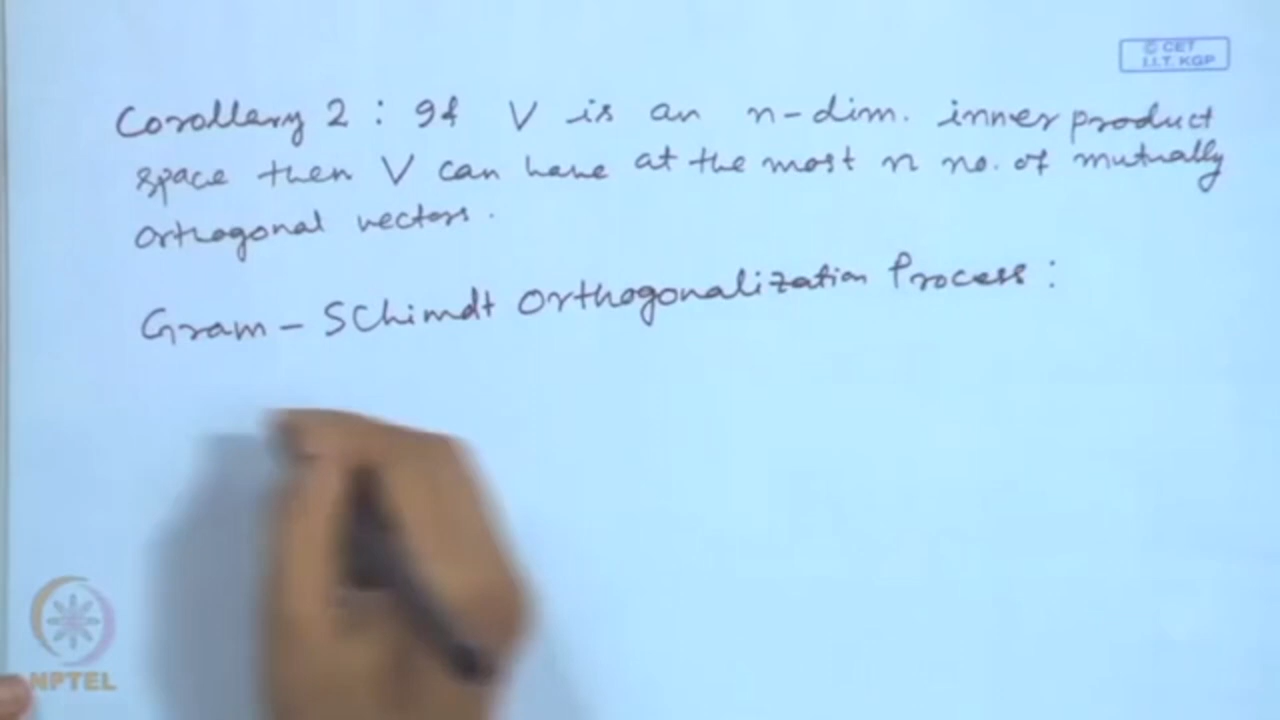 © CET
I.I.T. KGP
Corollary 2 : If V is an n-dim. inner product
space then V can have at the most n no. of mutually
orthogonal vectors.
Gram - SChimdt Orthogonalization Process :
NPTEL